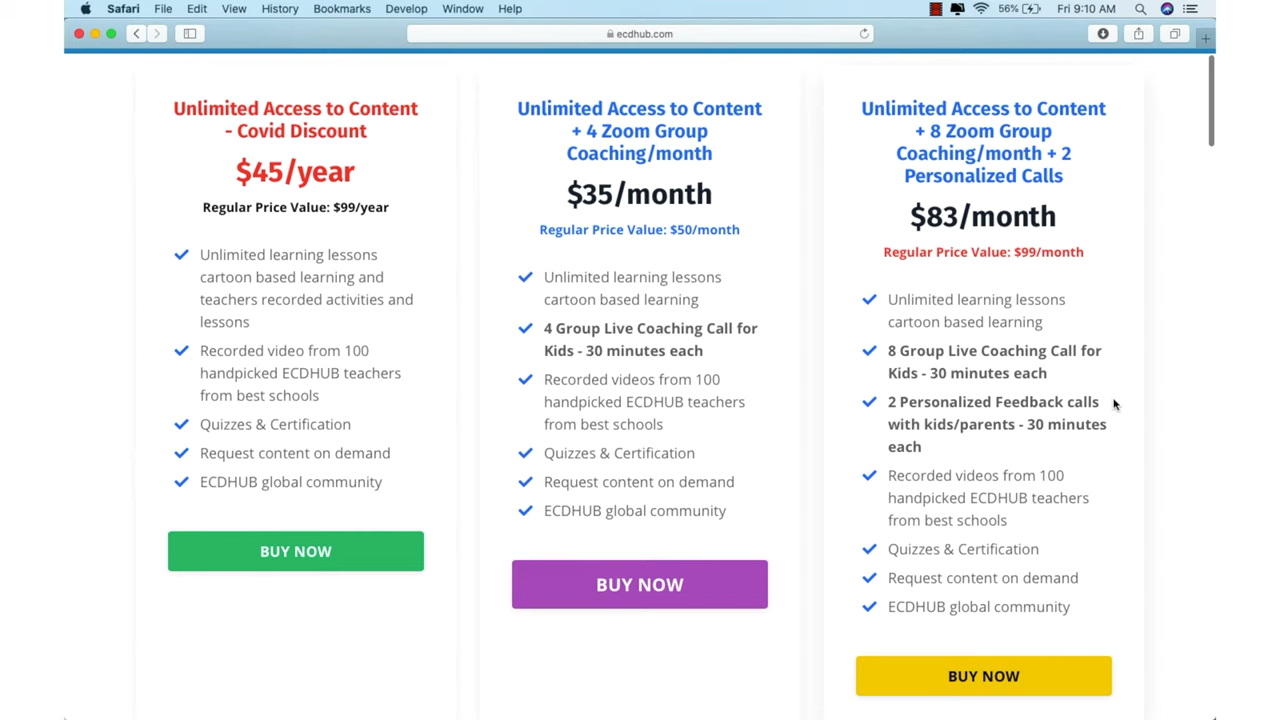 Safari File Edit View History Bookmarks Develop Window Help 56% Fri 9:10 AM
ecdhub.com
Unlimited Access to Content
- Covid Discount
$45/year
Regular Price Value: $99/year
Unlimited learning lessons
cartoon based learning and
teachers recorded activities and
lessons
Recorded video from 100
handpicked ECDHUB teachers
from best schools
Quizzes & Certification
Request content on demand
ECDHUB global community
BUY NOW
Unlimited Access to Content
+ 4 Zoom Group
Coaching/month
$35/month
Regular Price Value: $50/month
Unlimited learning lessons
cartoon based learning
4 Group Live Coaching Call for
Kids - 30 minutes each
Recorded videos from 100
handpicked ECDHUB teachers
from best schools
Quizzes & Certification
Request content on demand
ECDHUB global community
BUY NOW
Unlimited Access to Content
+ 8 Zoom Group
Coaching/month + 2
Personalized Calls
$83/month
Regular Price Value: $99/month
Unlimited learning lessons
cartoon based learning
8 Group Live Coaching Call for
Kids - 30 minutes each
2 Personalized Feedback calls
with kids/parents - 30 minutes
each
Recorded videos from 100
handpicked ECDHUB teachers
from best schools
Quizzes & Certification
Request content on demand
ECDHUB global community
BUY NOW